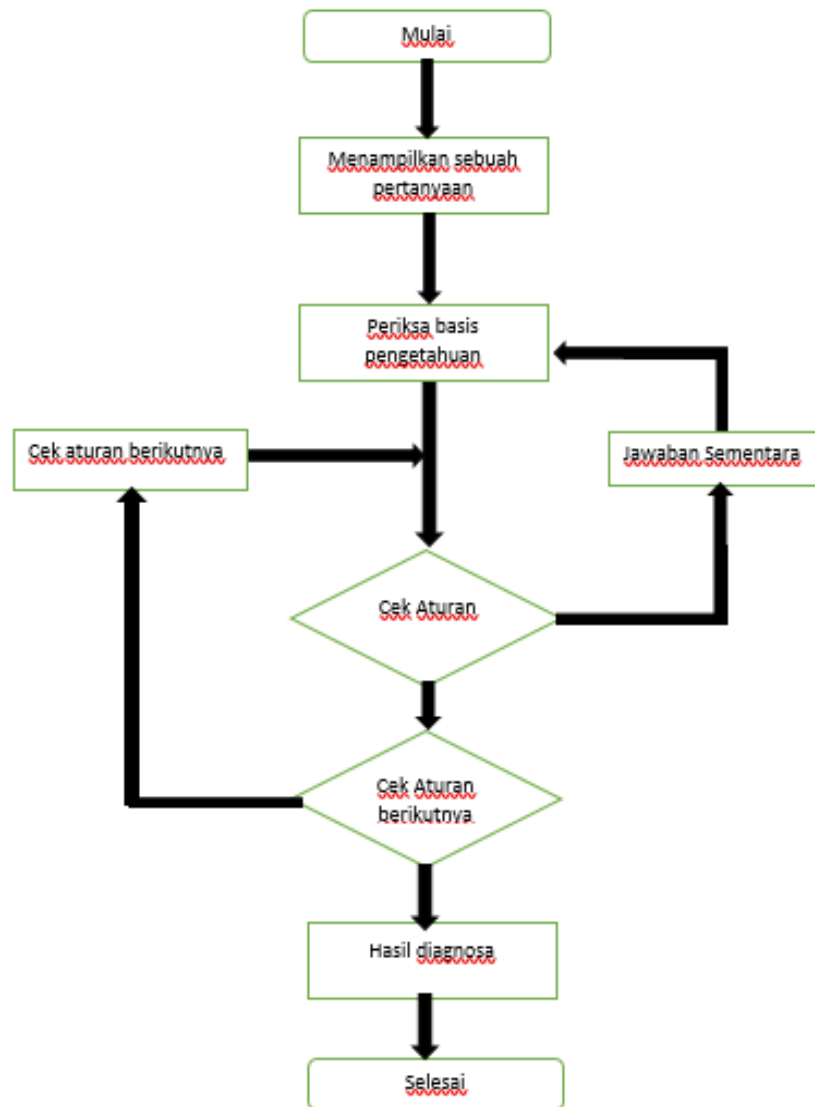 Mulai
Menampilkan sebuah
pertanyaan
Periksa basis
pengetahuan
Cek aturan berikutnya
Jawaban Sementara
Cek Aturan
Cek Aturan
berikutnya
Hasil diagnosa
Selesai